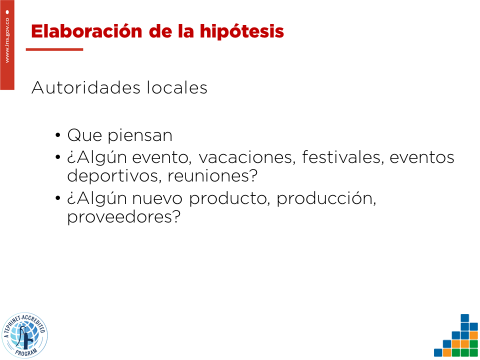 www.ins.gov.co
Elaboración de la hipótesis
Autoridades locales
• Que piensan
• ¿Algún evento, vacaciones, festivales, eventos
deportivos, reuniones?
• ¿Algún nuevo producto, producción,
proveedores?
A TEPHINET ACCREDITED
PROGRAM